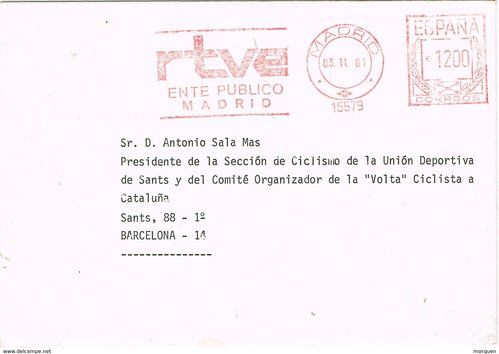 rtve
ENTE PUBLICO
MADRID
MADRID
03.11.81
15579
ESPAÑA
1200
CORREOS
Sr. D. Antonio Sala Mas
Presidente de la Sección de Ciclismo de la Unión Deportiva
de Sants y del Comité Organizador de la "Volta" Ciclista a
Cataluña
Sants, 88 - 1º
BARCELONA - 14
delcampe.net
morquen